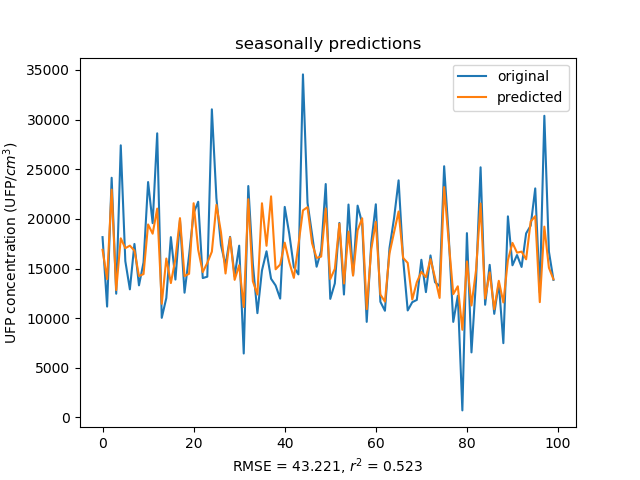 seasonally predictions
original
predicted
UFP concentration (UFP/cm³)
35000
30000
25000
20000
15000
10000
5000
0
0 20 40 60 80 100
RMSE = 43.221, r² = 0.523